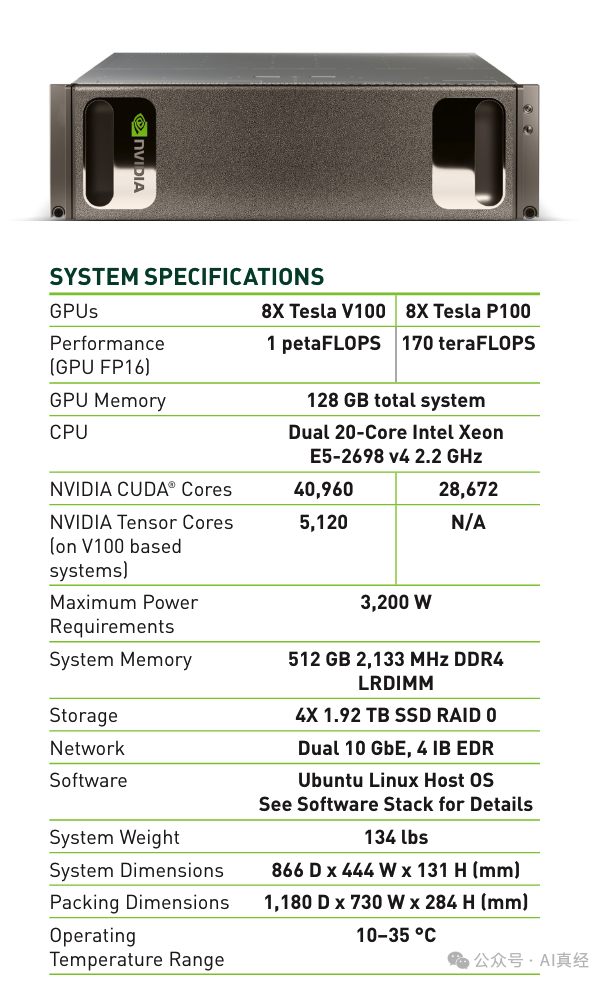 NVIDIA
SYSTEM SPECIFICATIONS
GPUs 8X Tesla V100 8X Tesla P100
Performance 1 petaFLOPS 170 teraFLOPS
(GPU FP16)
GPU Memory 128 GB total system
CPU Dual 20-Core Intel Xeon
E5-2698 v4 2.2 GHz
NVIDIA CUDA® Cores 40,960 28,672
NVIDIA Tensor Cores 5,120 N/A
(on V100 based
systems)
Maximum Power 3,200 W
Requirements
System Memory 512 GB 2,133 MHz DDR4
LRDIMM
Storage 4X 1.92 TB SSD RAID 0
Network Dual 10 GbE, 4 IB EDR
Software Ubuntu Linux Host OS
See Software Stack for Details
System Weight 134 lbs
System Dimensions 866 D x 444 W x 131 H (mm)
Packing Dimensions 1,180 D x 730 W x 284 H (mm)
Operating 10–35 °C
Temperature Range
公众号 · AI真经